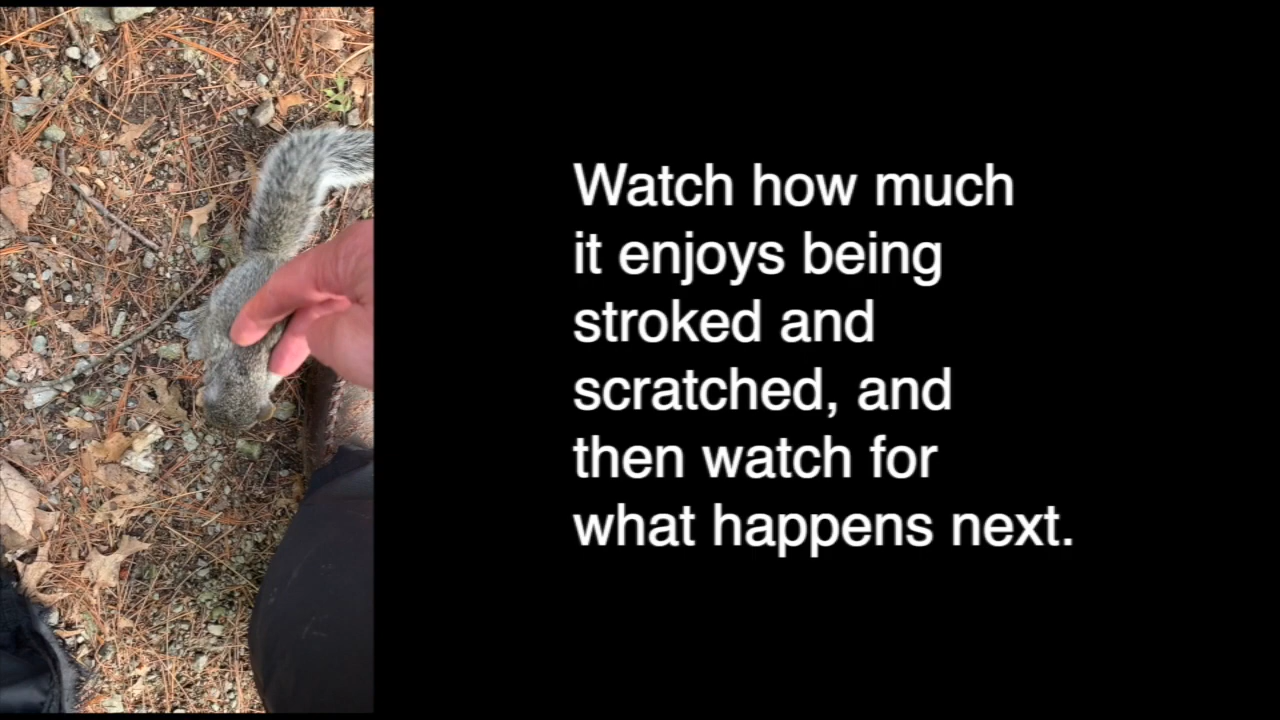 Watch how much
it enjoys being
stroked and
scratched, and
then watch for
what happens next.